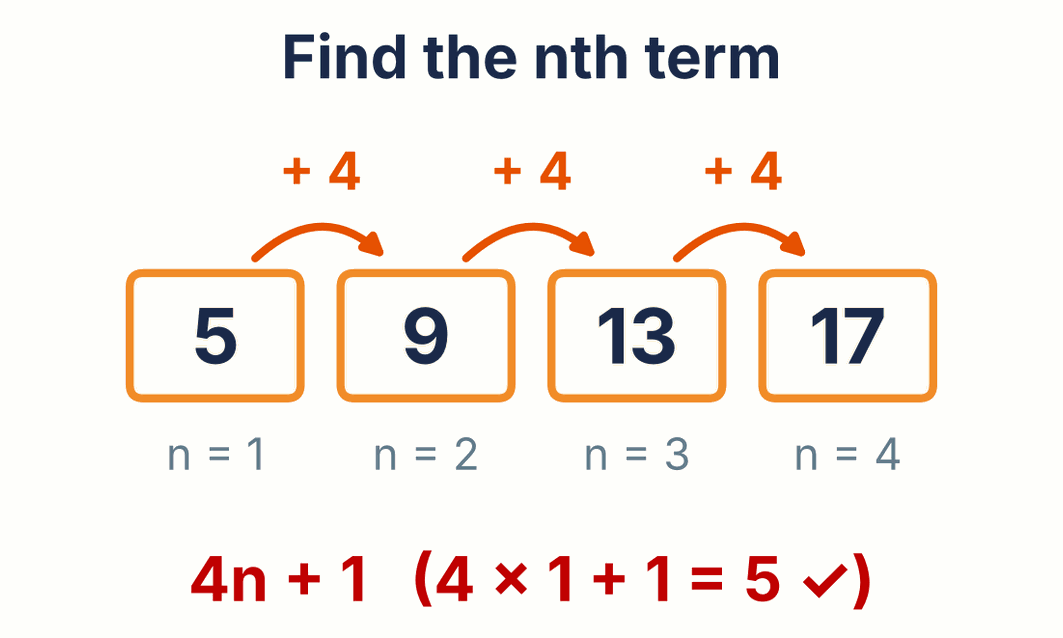 Find the nth term
+ 4 + 4 + 4
5 9 13 17
n = 1 n = 2 n = 3 n = 4
4n + 1 (4 × 1 + 1 = 5 ✓)